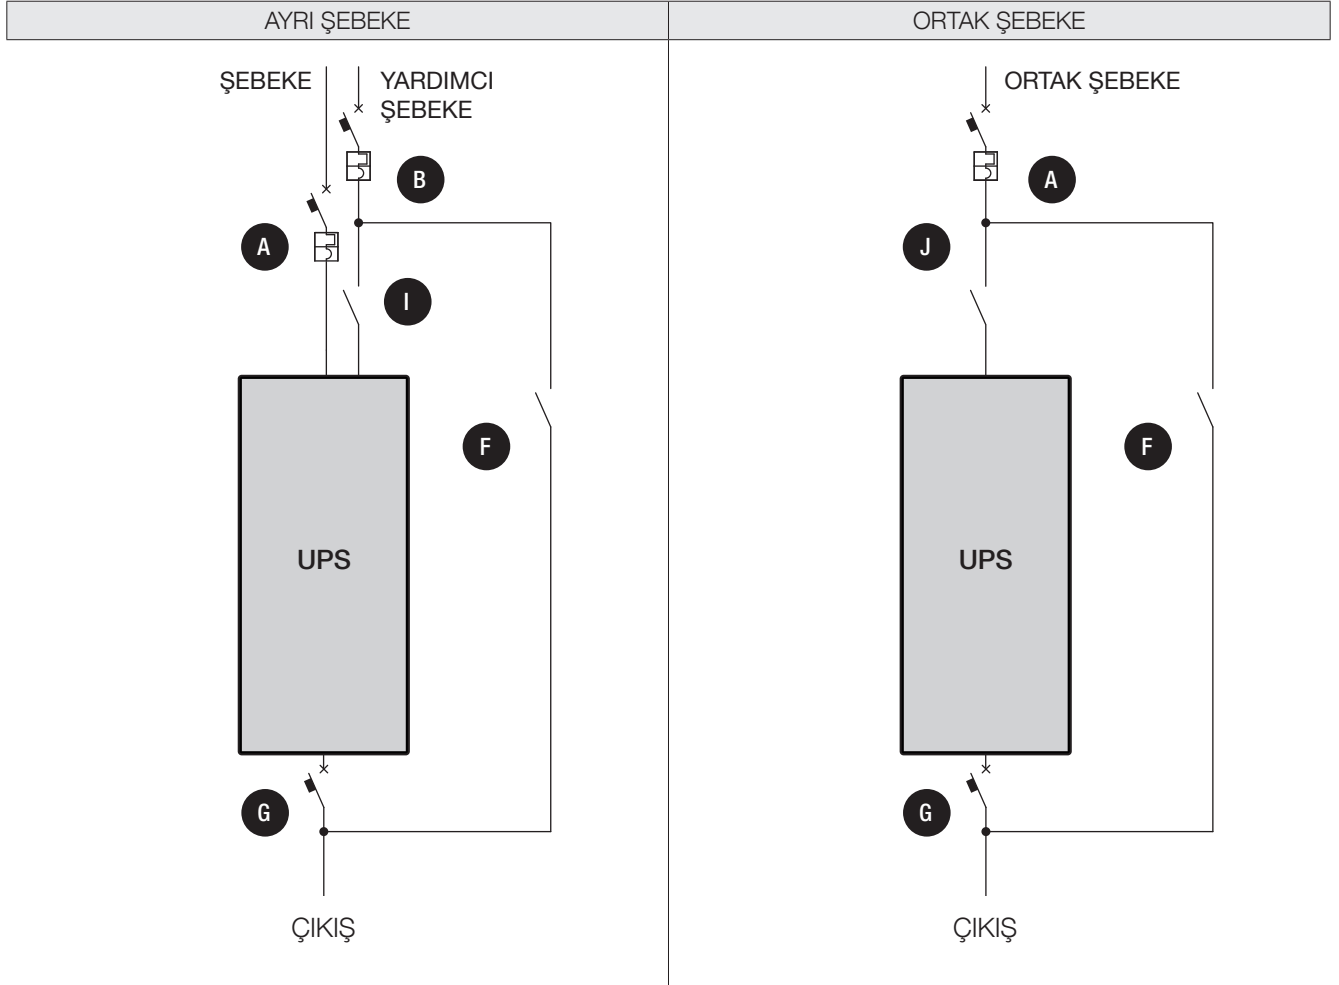 AYRI ŞEBEKE
ŞEBEKE
YARDIMCI
ŞEBEKE
B
A
I
F
UPS
G
ÇIKIŞ
ORTAK ŞEBEKE
ORTAK ŞEBEKE
A
J
F
UPS
G
ÇIKIŞ